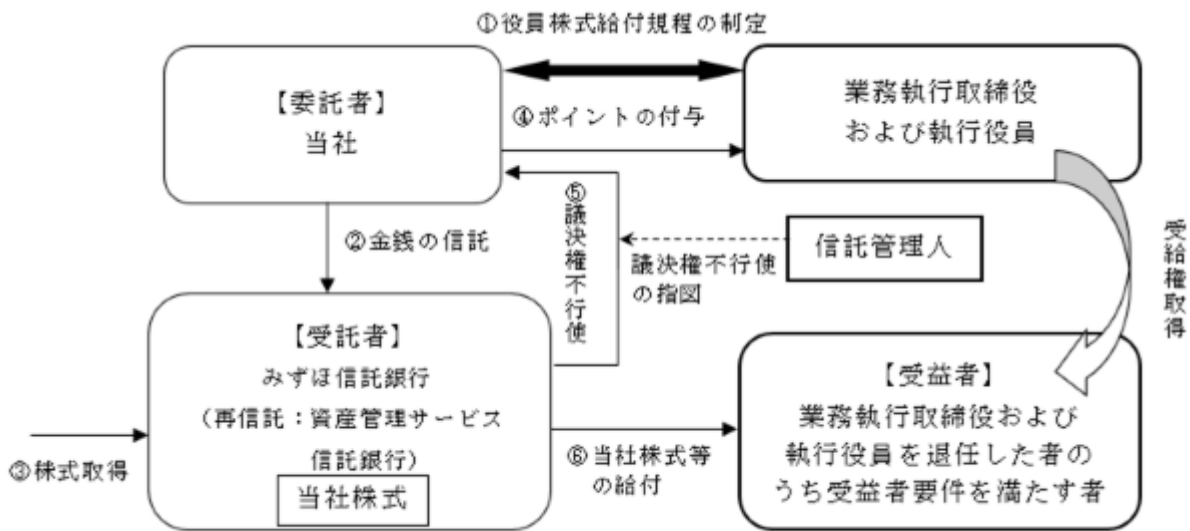 ①役員株式給付規程の制定
【委託者】
当社
業務執行取締役
および執行役員
④ポイントの付与
②金銭の信託
⑤議決権不行使
議決権不行使
の指図
信託管理人
受給権取得
【受託者】
みずほ信託銀行
（再信託：資産管理サービス
信託銀行）
当社株式
③株式取得
⑥当社株式等
の給付
【受益者】
業務執行取締役および
執行役員を退任した者の
うち受益者要件を満たす者